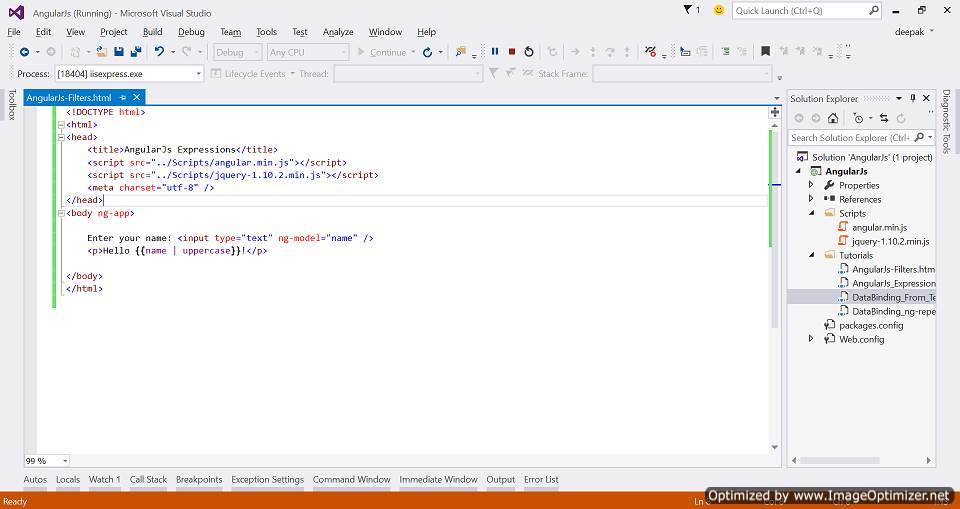 AngularJs (Running) - Microsoft Visual Studio
1
Quick Launch (Ctrl+Q)
File Edit View Project Build Debug Team Tools Test Analyze Window Help
deepak
Debug Any CPU Continue
Process: [18404] iisexpress.exe Lifecycle Events Thread: Stack Frame:
Toolbox
AngularJs-Filters.html
<!DOCTYPE html>
<html>
<head>
<title>AngularJs Expressions</title>
<script src="../Scripts/angular.min.js"></script>
<script src="../Scripts/jquery-1.10.2.min.js"></script>
<meta charset="utf-8" />
</head>
<body ng-app>
Enter your name: <input type="text" ng-model="name" />
<p>Hello {{name | uppercase}}!</p>
</body>
</html>
99 %
Solution Explorer
Search Solution Explorer (Ctrl+
Solution 'AngularJs' (1 project)
AngularJs
Properties
References
Scripts
angular.min.js
jquery-1.10.2.min.js
Tutorials
AngularJs-Filters.htm
AngularJs_Expression
DataBinding_From_Te
DataBinding_ng-repe
packages.config
Web.config
Diagnostic Tools
Autos Locals Watch 1 Call Stack Breakpoints Exception Settings Command Window Immediate Window Output Error List
Ready
Optimized by www.ImageOptimizer.net